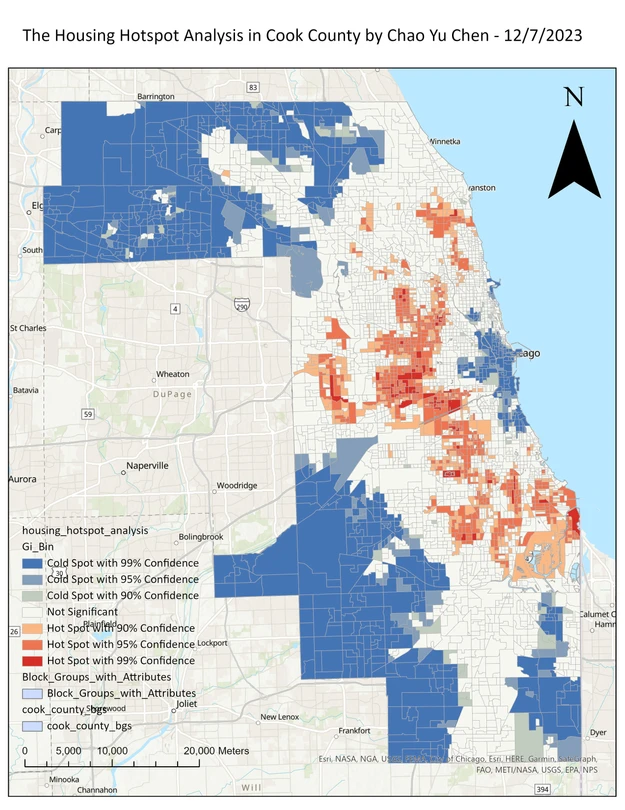 The Housing Hotspot Analysis in Cook County by Chao Yu Chen - 12/7/2023
N
83
Barrington
Carp
Winnetka
vanston
Elg
South
290
4
St Charles
ago
Wheaton
DuPage
Batavia
59
Naperville
Aurora
Woodridge
housing_hotspot_analysis
Bolingbrook
Gi_Bin
Cold Spot with 99% Confidence
30
Cold Spot with 95% Confidence
Cold Spot with 90% Confidence
Not Significant
Calumet C
Plainfield
Hot Spot with 90% Confidence
Hamm
26
Hot Spot with 95% Confidence
Lockport
Hot Spot with 99% Confidence
Block_Groups_with_Attributes
Block_Groups_with_Attributes
cook_county_bgs
Shorewood
Joliet
cook_county_bgs
New Lenox
Frankfort
Dyer
0 5,000 10,000 20,000 Meters
Esri, NASA, NGA, USGS, FEMA, City of Chicago, Esri, HERE, Garmin, SafeGraph,
FAO, METI/NASA, USGS, EPA, NPS
Minooka
Channahon
Will
394